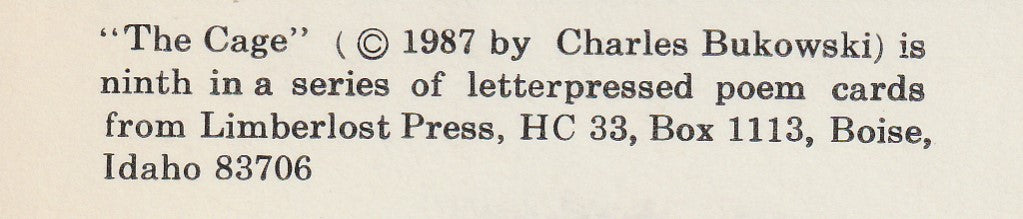 “The Cage” (© 1987 by Charles Bukowski) is
ninth in a series of letterpressed poem cards
from Limberlost Press, HC 33, Box 1113, Boise,
Idaho 83706